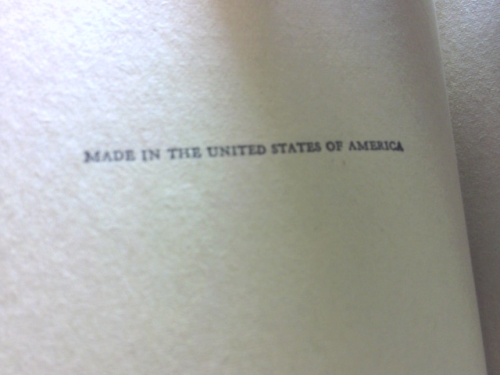 MADE IN THE UNITED STATES OF AMERICA